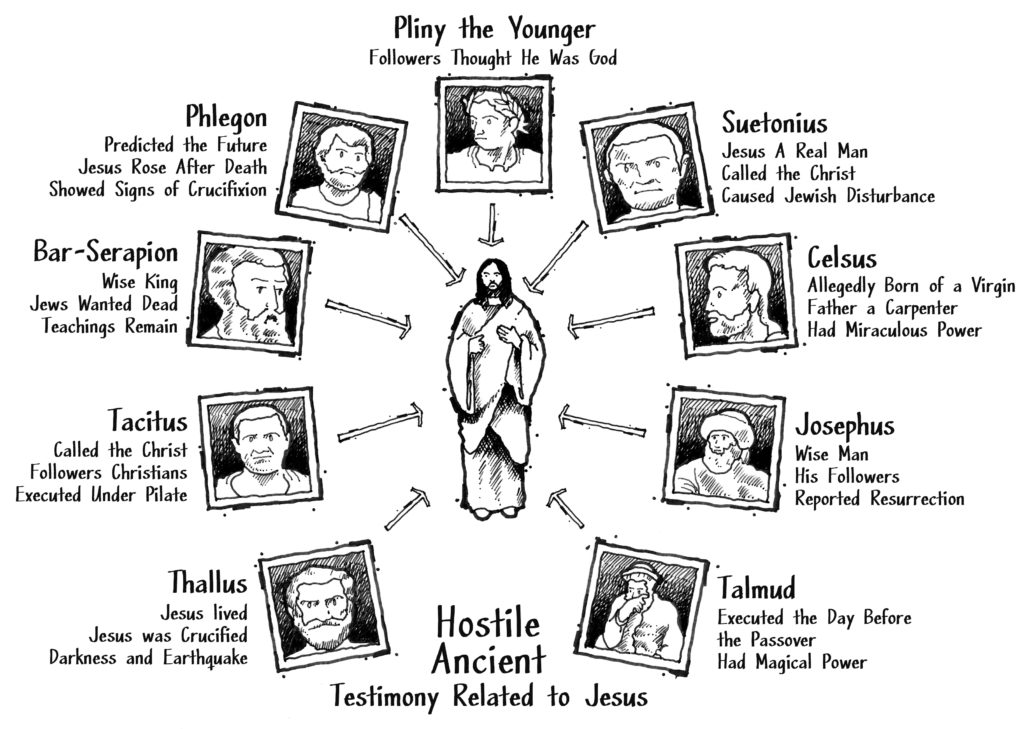 Pliny the Younger
Followers Thought He Was God
Phlegon
Predicted the Future
Jesus Rose After Death
Showed Signs of Crucifixion
Suetonius
Jesus A Real Man
Called the Christ
Caused Jewish Disturbance
Bar-Serapion
Wise King
Jews Wanted Dead
Teachings Remain
Celsus
Allegedly Born of a Virgin
Father a Carpenter
Had Miraculous Power
Tacitus
Called the Christ
Followers Christians
Executed Under Pilate
Josephus
Wise Man
His Followers
Reported Resurrection
Thallus
Jesus lived
Jesus was Crucified
Darkness and Earthquake
Talmud
Executed the Day Before
the Passover
Had Magical Power
Hostile
Ancient
Testimony Related to Jesus